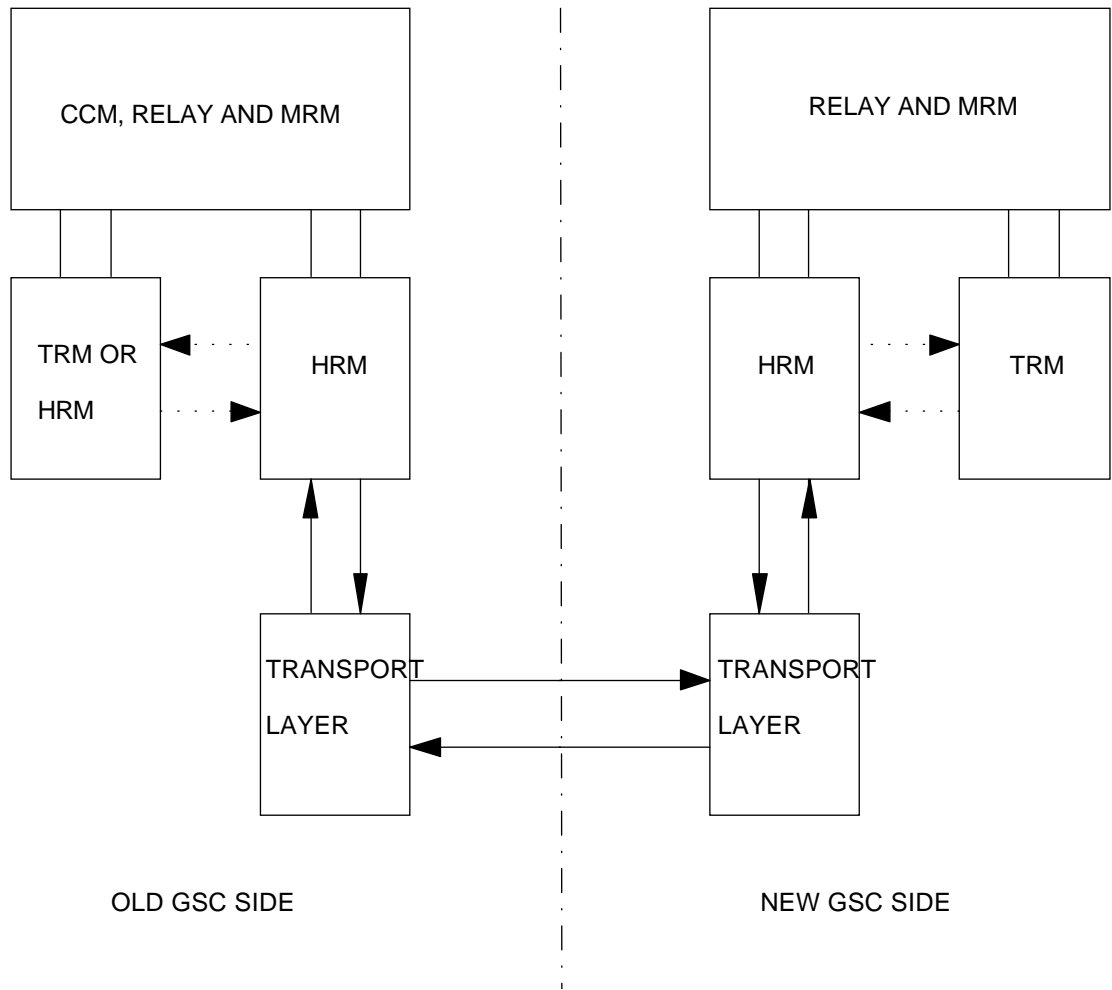 CCM, RELAY AND MRM
RELAY AND MRM
TRM OR
HRM
HRM
HRM
TRM
TRANSPORT
LAYER
TRANSPORT
LAYER
OLD GSC SIDE
NEW GSC SIDE